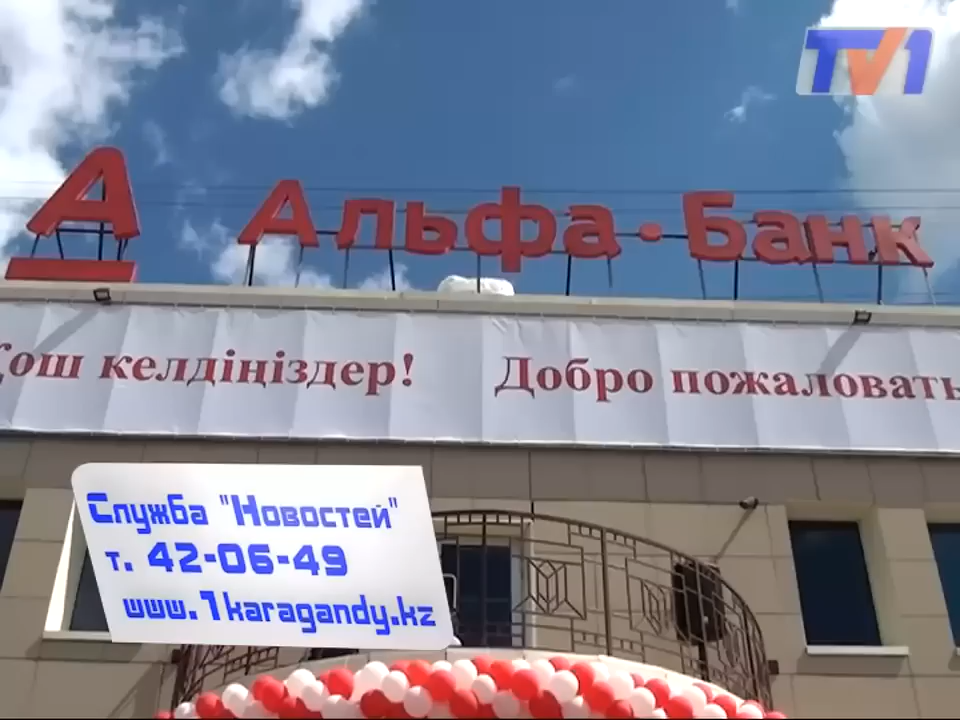 TV1
А Альфа·Банк
қош келдіңіздер! Добро пожаловать
Служба "Новостей"
т. 42-06-49
www.1karagandy.kz